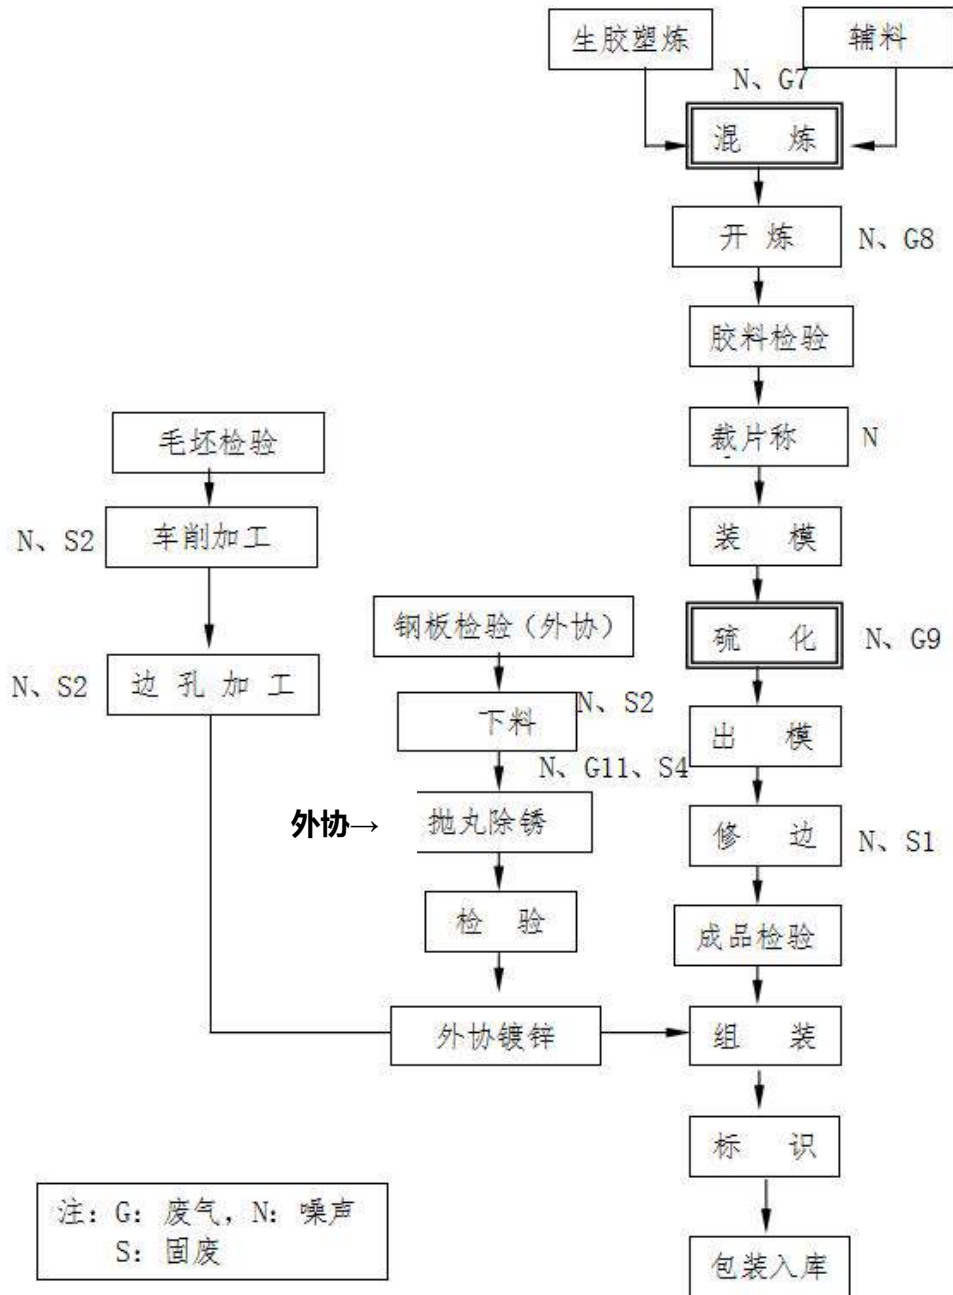 生胶塑炼
辅料
N、G7
混 炼
开 炼
N、G8
胶料检验
裁片称
N
毛坯检验
N、S2
车削加工
装 模
钢板检验（外协）
硫 化
N、G9
N、S2
边 孔 加 工
下料
N、S2
出 模
N、G11、S4
外协→
抛丸除锈
修 边
N、S1
检 验
成品检验
外协镀锌
组 装
标 识
注：G：废气，N：噪声
S：固废
包装入库